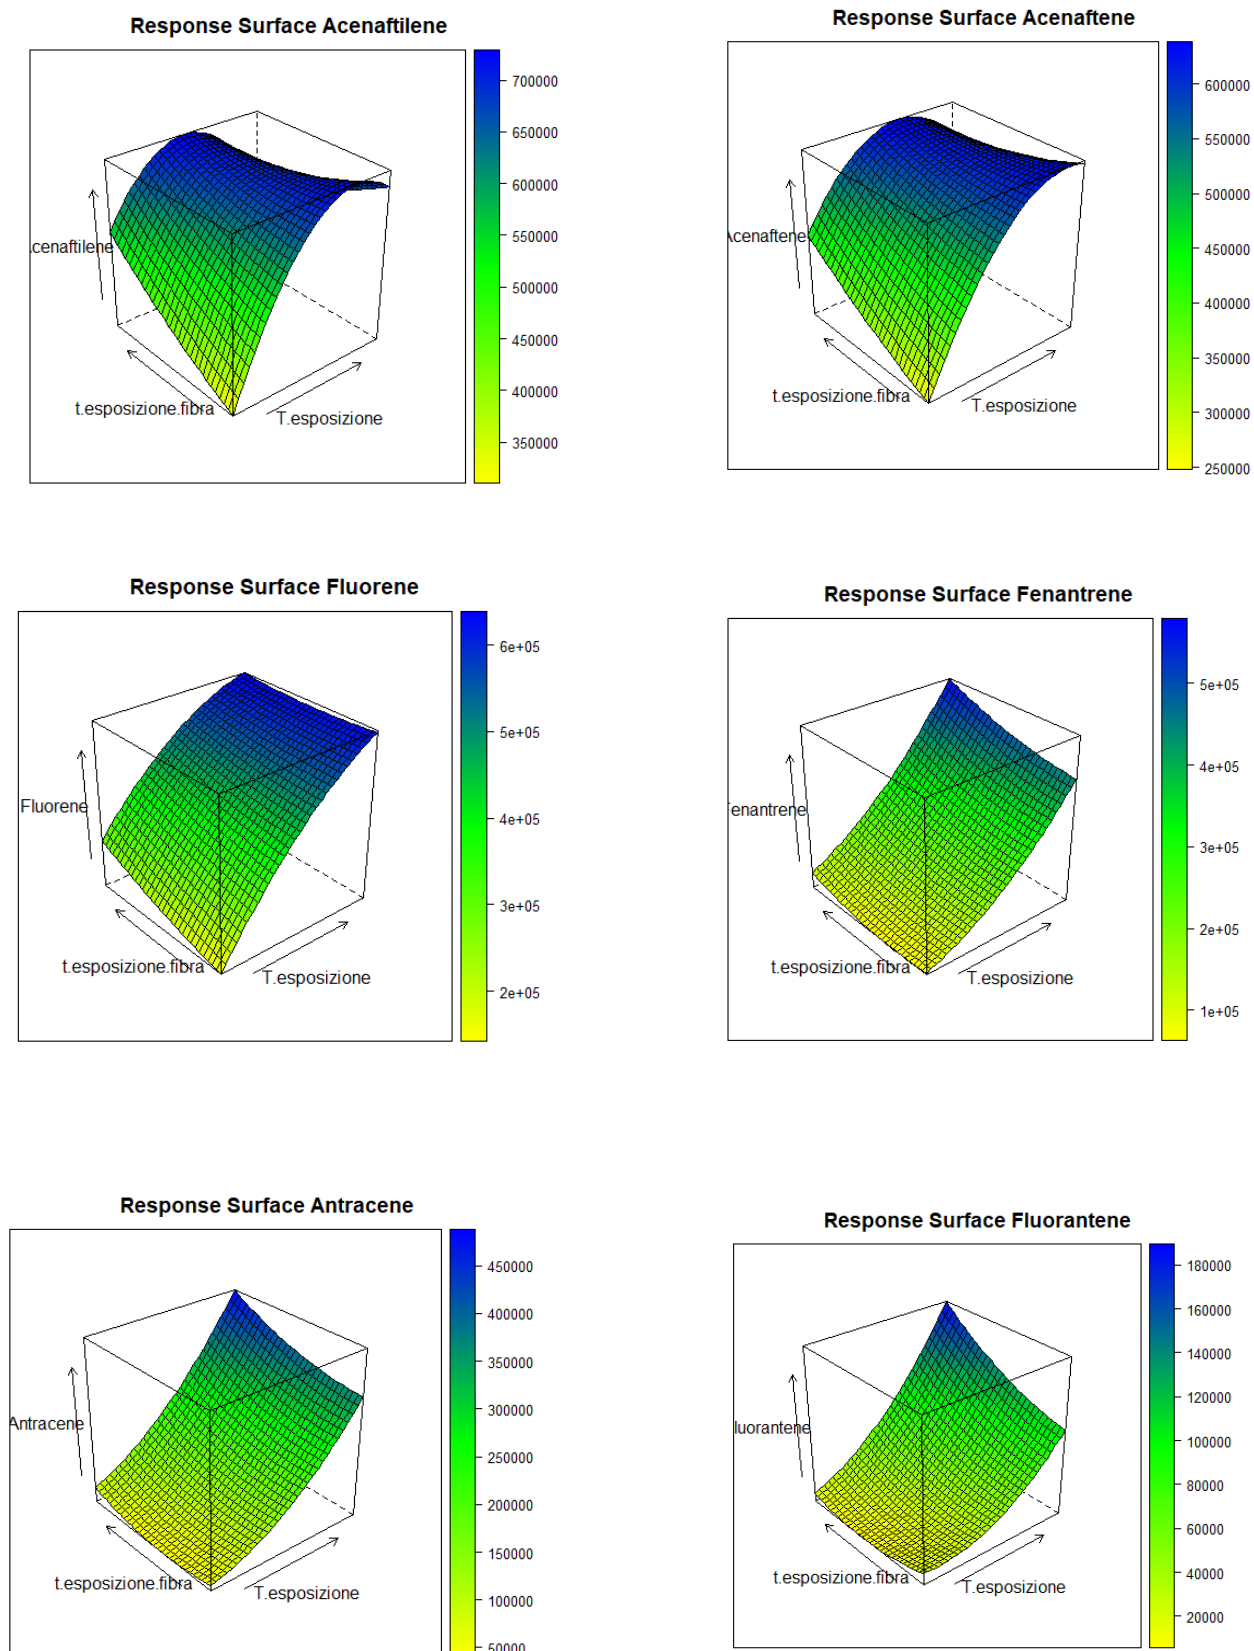 Response Surface Acenaftilene
700000
650000
600000
550000
500000
450000
400000
350000
cenaftilene
t.esposizione.fibra
T.esposizione
Response Surface Acenaftene
600000
550000
500000
450000
400000
350000
300000
250000
Acenaftene
t.esposizione.fibra
T.esposizione
Response Surface Fluorene
6e+05
5e+05
4e+05
3e+05
2e+05
Fluorene
t.esposizione.fibra
T.esposizione
Response Surface Fenantrene
5e+05
4e+05
3e+05
2e+05
1e+05
enantrene
t.esposizione.fibra
T.esposizione
Response Surface Antracene
450000
400000
350000
300000
250000
200000
150000
100000
50000
Antracene
t.esposizione.fibra
T.esposizione
Response Surface Fluorantene
180000
160000
140000
120000
100000
80000
60000
40000
20000
luorantene
t.esposizione.fibra
T.esposizione